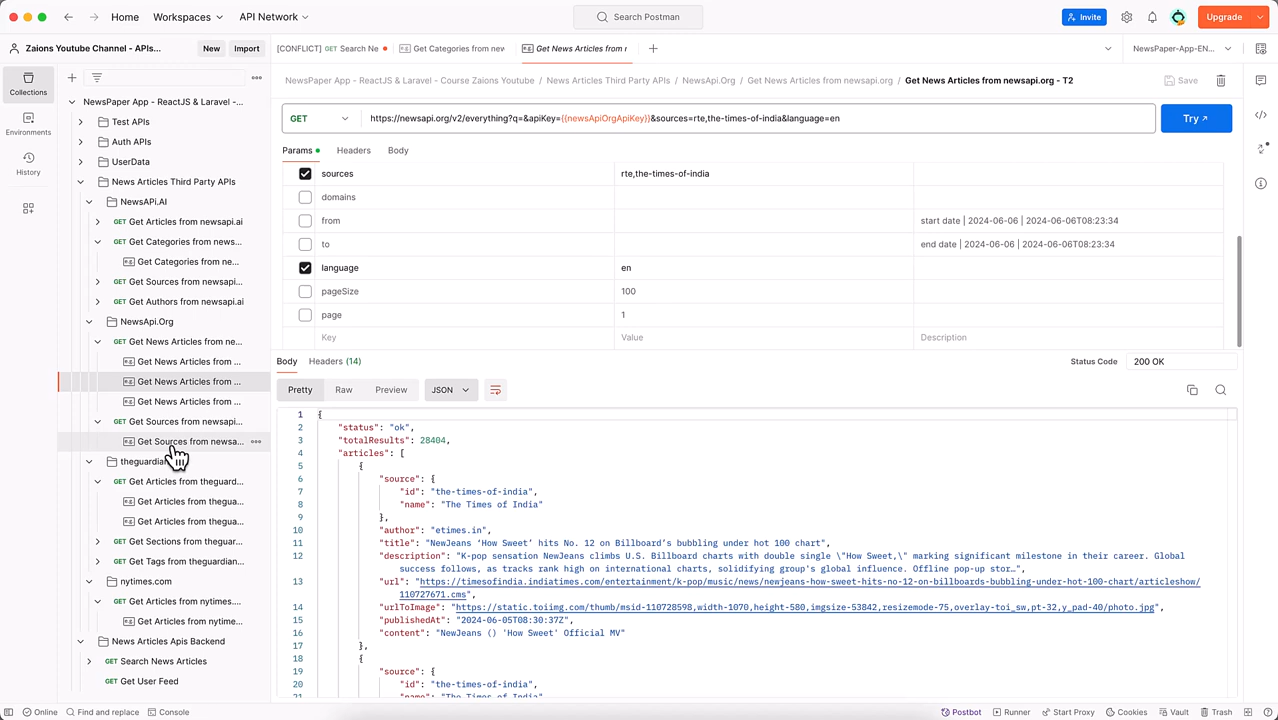 Home
Workspaces
API Network
Search Postman
Invite
Upgrade
Zaions Youtube Channel - APIs...
New
Import
[CONFLICT] GET Search Ne
Get Categories from new
Get News Articles from r
NewsPaper-App-EN...
Collections
Environments
History
NewsPaper App - ReactJS & Laravel -...
Test APIs
Auth APIs
UserData
News Articles Third Party APIs
NewsAPi.AI
GET Get Articles from newsapi.ai
GET Get Categories from news...
Get Categories from ne...
GET Get Sources from newsapi...
GET Get Authors from newsapi.ai
NewsApi.Org
GET Get News Articles from ne...
Get News Articles from ...
Get News Articles from ...
Get News Articles from ...
GET Get Sources from newsapi...
Get Sources from newsa...
theguardian
GET Get Articles from theguard...
Get Articles from thegua...
Get Articles from thegua...
GET Get Sections from theguar...
GET Get Tags from theguardian...
nytimes.com
GET Get Articles from nytimes....
Get Articles from nytime...
News Articles Apis Backend
GET Search News Articles
GET Get User Feed
NewsPaper App - ReactJS & Laravel - Course Zaions Youtube / News Articles Third Party APIs / NewsApi.Org / Get News Articles from newsapi.org / Get News Articles from newsapi.org - T2
Save
GET
https://newsapi.org/v2/everything?q=&apiKey={{newsApiOrgApiKey}}&sources=rte,the-times-of-india&language=en
Try
Params
Headers
Body
sources rte,the-times-of-india
domains
from start date | 2024-06-06 | 2024-06-06T08:23:34
to end date | 2024-06-06 | 2024-06-06T08:23:34
language en
pageSize 100
page 1
Key Value Description
Body
Headers (14)
Status Code
200 OK
Pretty
Raw
Preview
JSON
1 {
2 "status": "ok",
3 "totalResults": 28404,
4 "articles": [
5 {
6 "source": {
7 "id": "the-times-of-india",
8 "name": "The Times of India"
9 },
10 "author": "etimes.in",
11 "title": "NewJeans ‘How Sweet’ hits No. 12 on Billboard’s bubbling under hot 100 chart",
12 "description": "K-pop sensation NewJeans climbs U.S. Billboard charts with double single \"How Sweet,\" marking significant milestone in their career. Global
success follows, as tracks rank high on international charts, solidifying group's global influence. Offline pop-up stor…",
13 "url": "https://timesofindia.indiatimes.com/entertainment/k-pop/music/news/newjeans-how-sweet-hits-no-12-on-billboards-bubbling-under-hot-100-chart/articleshow/
110727671.cms",
14 "urlToImage": "https://static.toiimg.com/thumb/msid-110728598,width-1070,height-580,imgsize-53842,resizemode-75,overlay-toi_sw,pt-32,y_pad-40/photo.jpg",
15 "publishedAt": "2024-06-05T08:30:37Z",
16 "content": "NewJeans () 'How Sweet' Official MV"
17 },
18 {
19 "source": {
20 "id": "the-times-of-india",
21 "name": "The Times of India"
Online
Find and replace
Console
Postbot
Runner
Start Proxy
Cookies
Vault
Trash